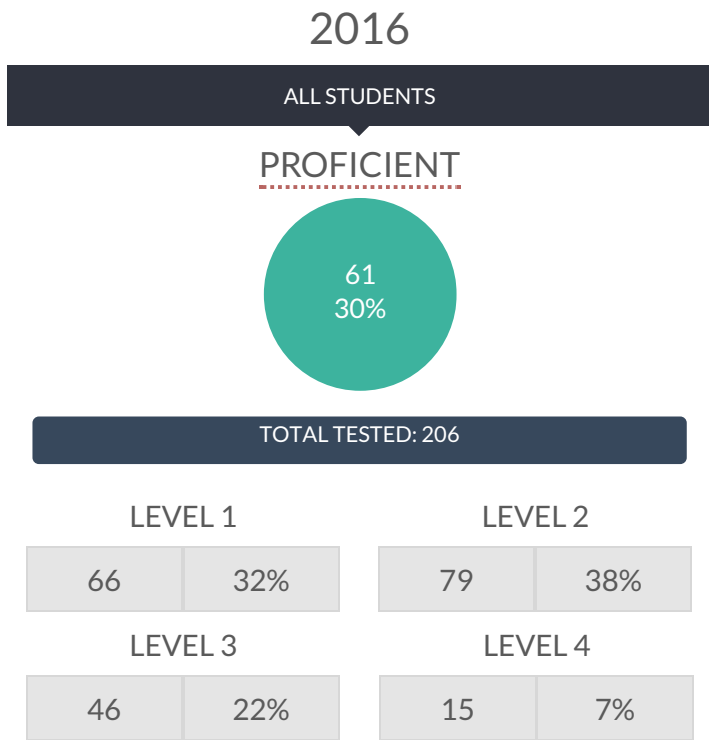 2016
ALL STUDENTS
PROFICIENT
61
30%
TOTAL TESTED: 206
LEVEL 1 LEVEL 2
66 32% 79 38%
LEVEL 3 LEVEL 4
46 22% 15 7%